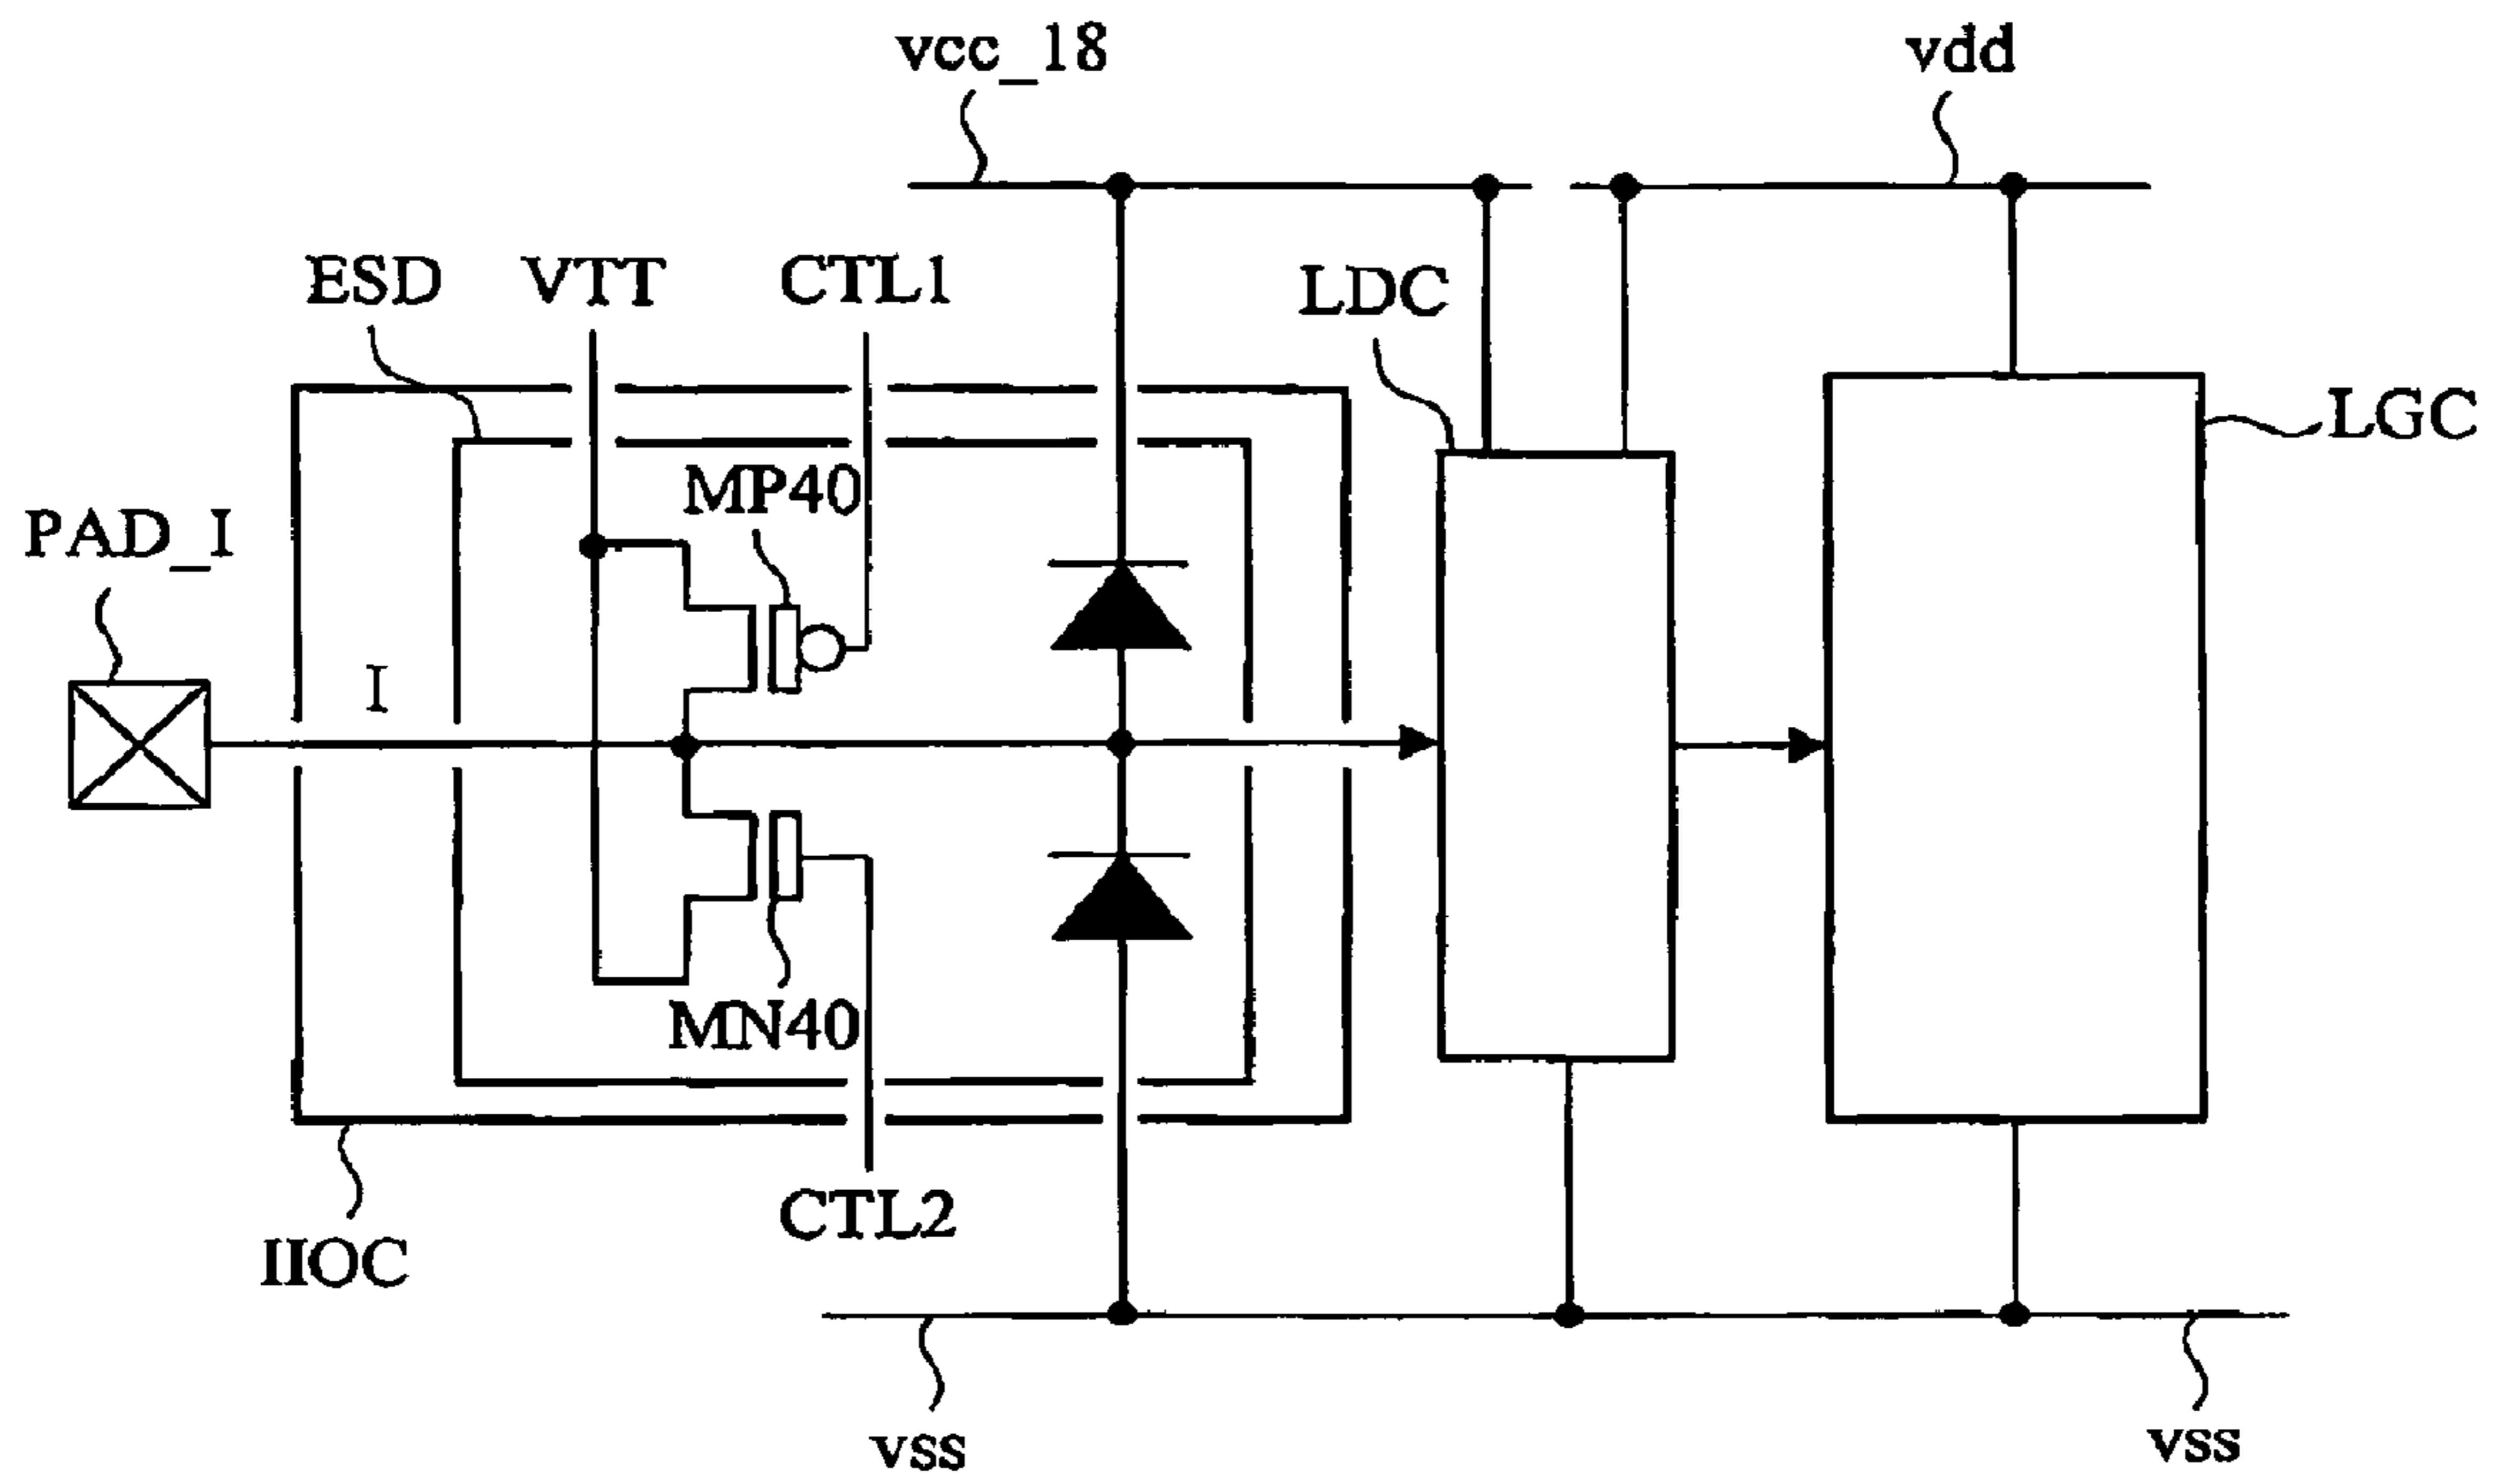 vcc_18
vdd
ESD
VTT
CTL1
LDC
LGC
MP40
PAD_I
I
MN40
CTL2
IIOC
vss
vss